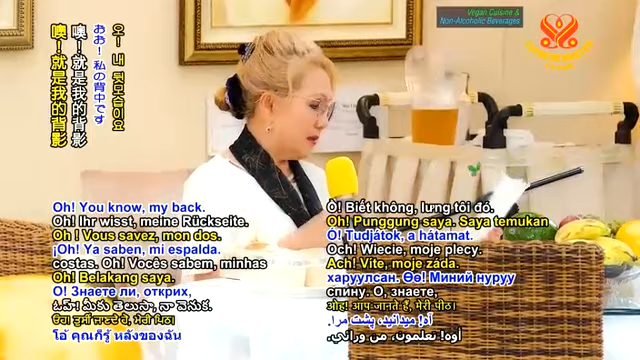 Vegan Cuisine &
Non-Alcoholic Beverages
오! 내 뒷모습이요
おお！私の背中です
噢！就是我的背影
噢！就是我的背影
Oh! You know, my back.
Oh! Ihr wisst, meine Rückseite.
Oh ! Vous savez, mon dos.
¡Oh! Ya saben, mi espalda.
costas. Oh! Vocês sabem, minhas
Oh! Belakang saya.
О! Знаете ли, открих,
ఓహ్! మీకు తెలుసా, నా వెనుక.
ਓਹ! ਤੁਸੀਂ ਜਾਣਦੇ ਹੋ, ਮੇਰੀ ਪਿੱਠ!
โอ้ คุณก็รู้ หลังของฉัน
Ồ! Biết không, lưng tôi đó.
Oh! Punggung saya. Saya temukan
Ó! Tudjátok, a hátamat.
Och! Wiecie, moje plecy.
Ach! Víte, moje záda.
харуулсан. Өө! Миний нуруу
спину. О, знаете,
ओह! आप जानते हैं, मेरी पीठ।
اوه! میدانید، پشت مرا.
أوه! تعلمون، من ورائي.